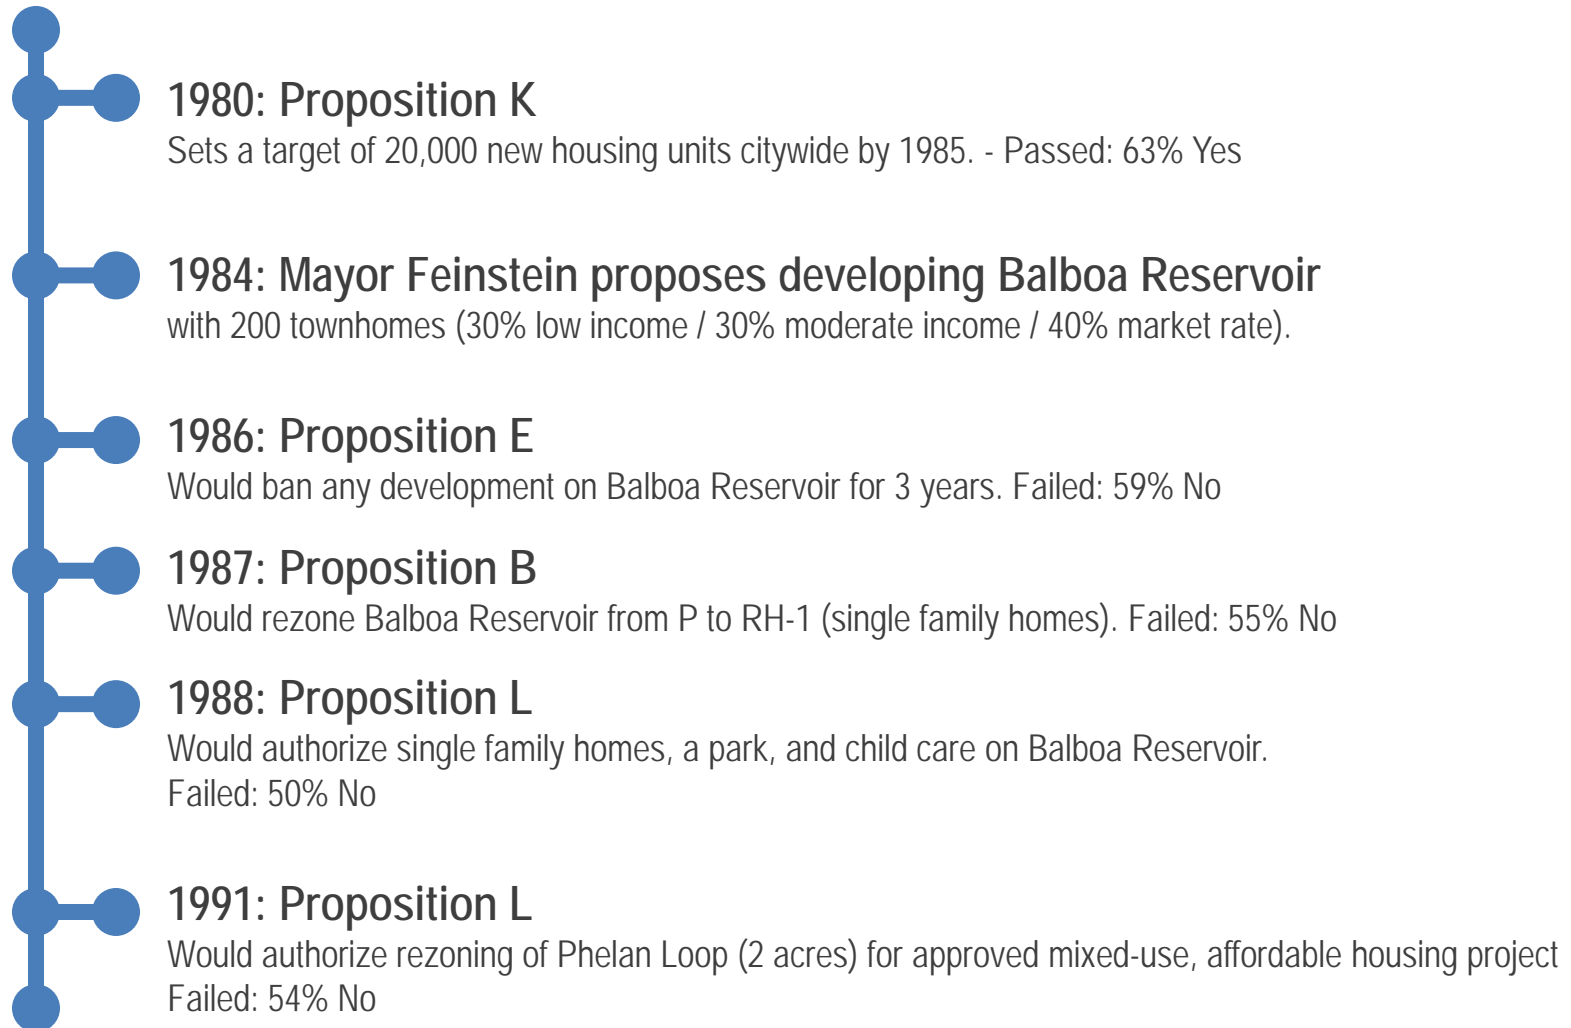 1980: Proposition K
Sets a target of 20,000 new housing units citywide by 1985. - Passed: 63% Yes
1984: Mayor Feinstein proposes developing Balboa Reservoir
with 200 townhomes (30% low income / 30% moderate income / 40% market rate).
1986: Proposition E
Would ban any development on Balboa Reservoir for 3 years. Failed: 59% No
1987: Proposition B
Would rezone Balboa Reservoir from P to RH-1 (single family homes). Failed: 55% No
1988: Proposition L
Would authorize single family homes, a park, and child care on Balboa Reservoir.
Failed: 50% No
1991: Proposition L
Would authorize rezoning of Phelan Loop (2 acres) for approved mixed-use, affordable housing project
Failed: 54% No